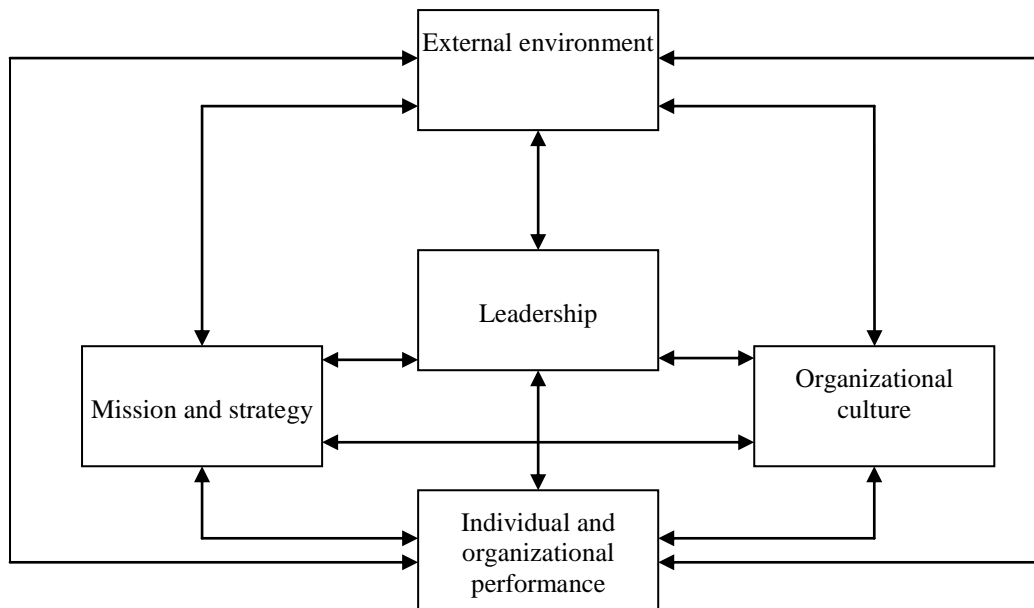 External environment
Leadership
Mission and strategy
Organizational
culture
Individual and
organizational
performance